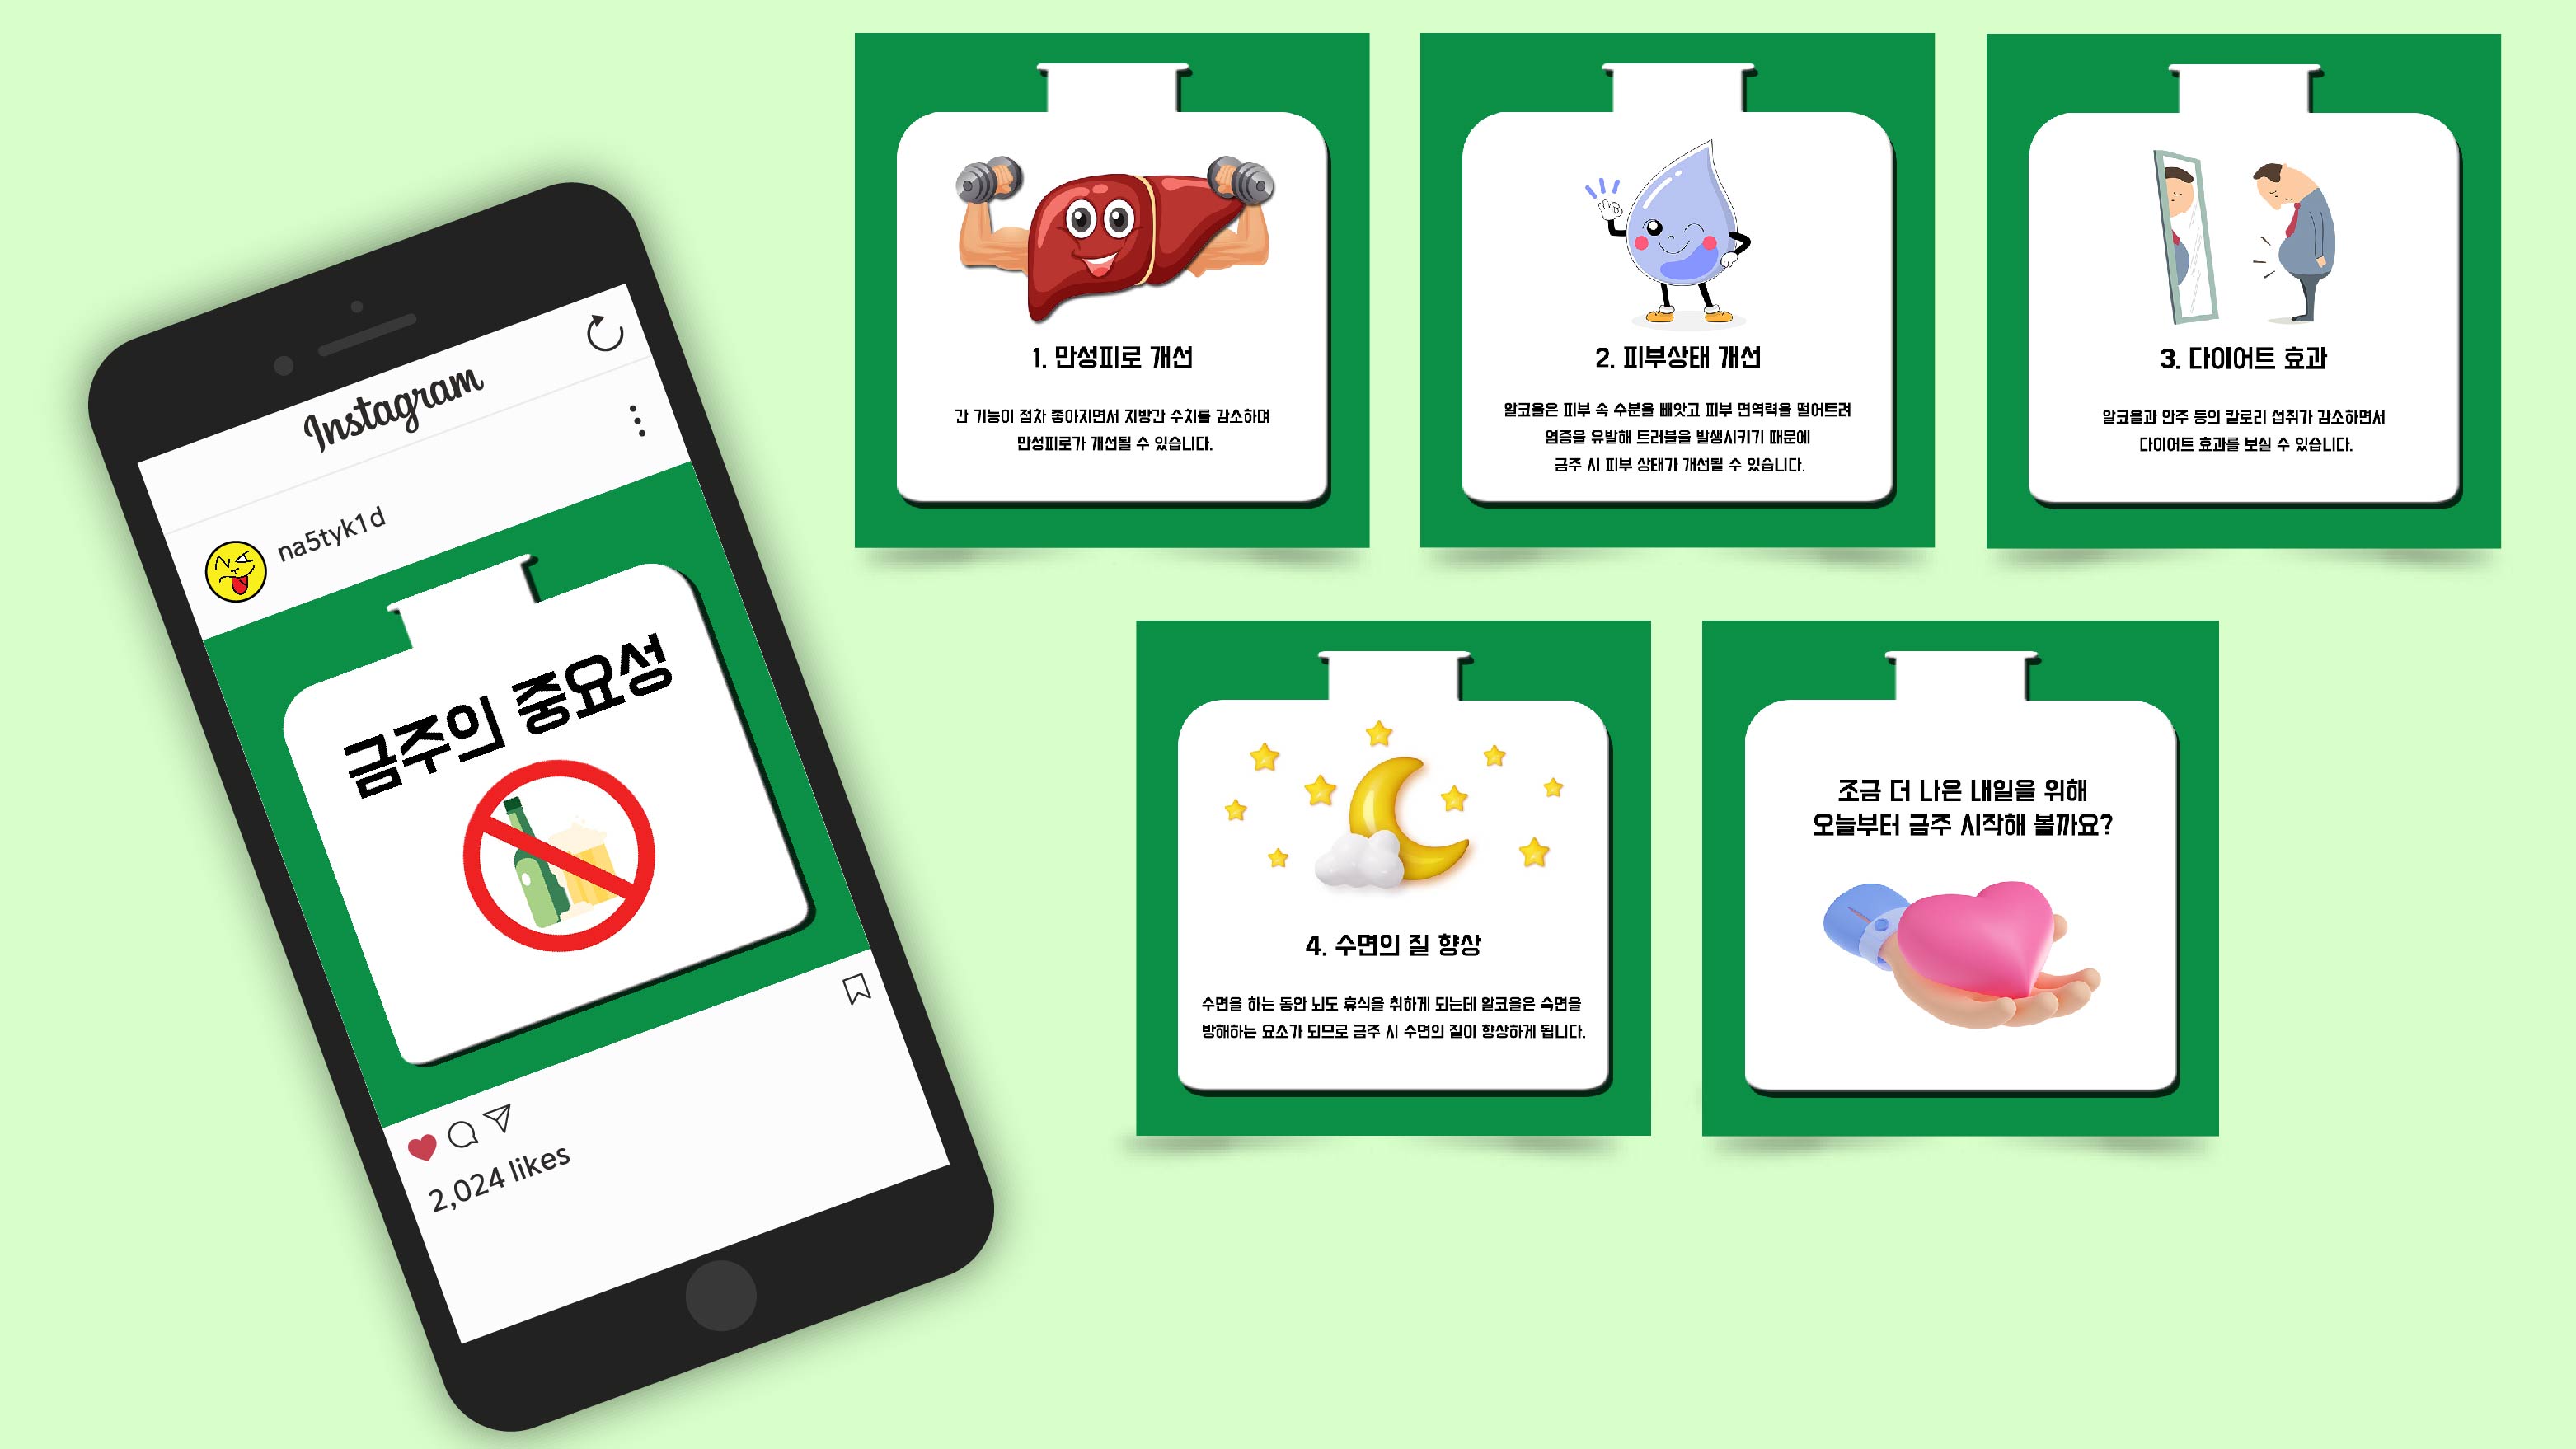 Instagram
na5tyk1d
금주의 중요성
2,024 likes
1. 만성피로 개선
간 기능이 점차 좋아지면서 지방간 수치를 감소하며
만성피로가 개선될 수 있습니다.
2. 피부상태 개선
알코올은 피부 속 수분을 빼앗고 피부 면역력을 떨어트려
염증을 유발해 트러블을 발생시키기 때문에
금주 시 피부 상태가 개선될 수 있습니다.
3. 다이어트 효과
알코올과 안주 등의 칼로리 섭취가 감소하면서
다이어트 효과를 보실 수 있습니다.
4. 수면의 질 향상
수면을 하는 동안 뇌도 휴식을 취하게 되는데 알코올은 숙면을
방해하는 요소가 되므로 금주 시 수면의 질이 향상하게 됩니다.
조금 더 나은 내일을 위해
오늘부터 금주 시작해 볼까요?